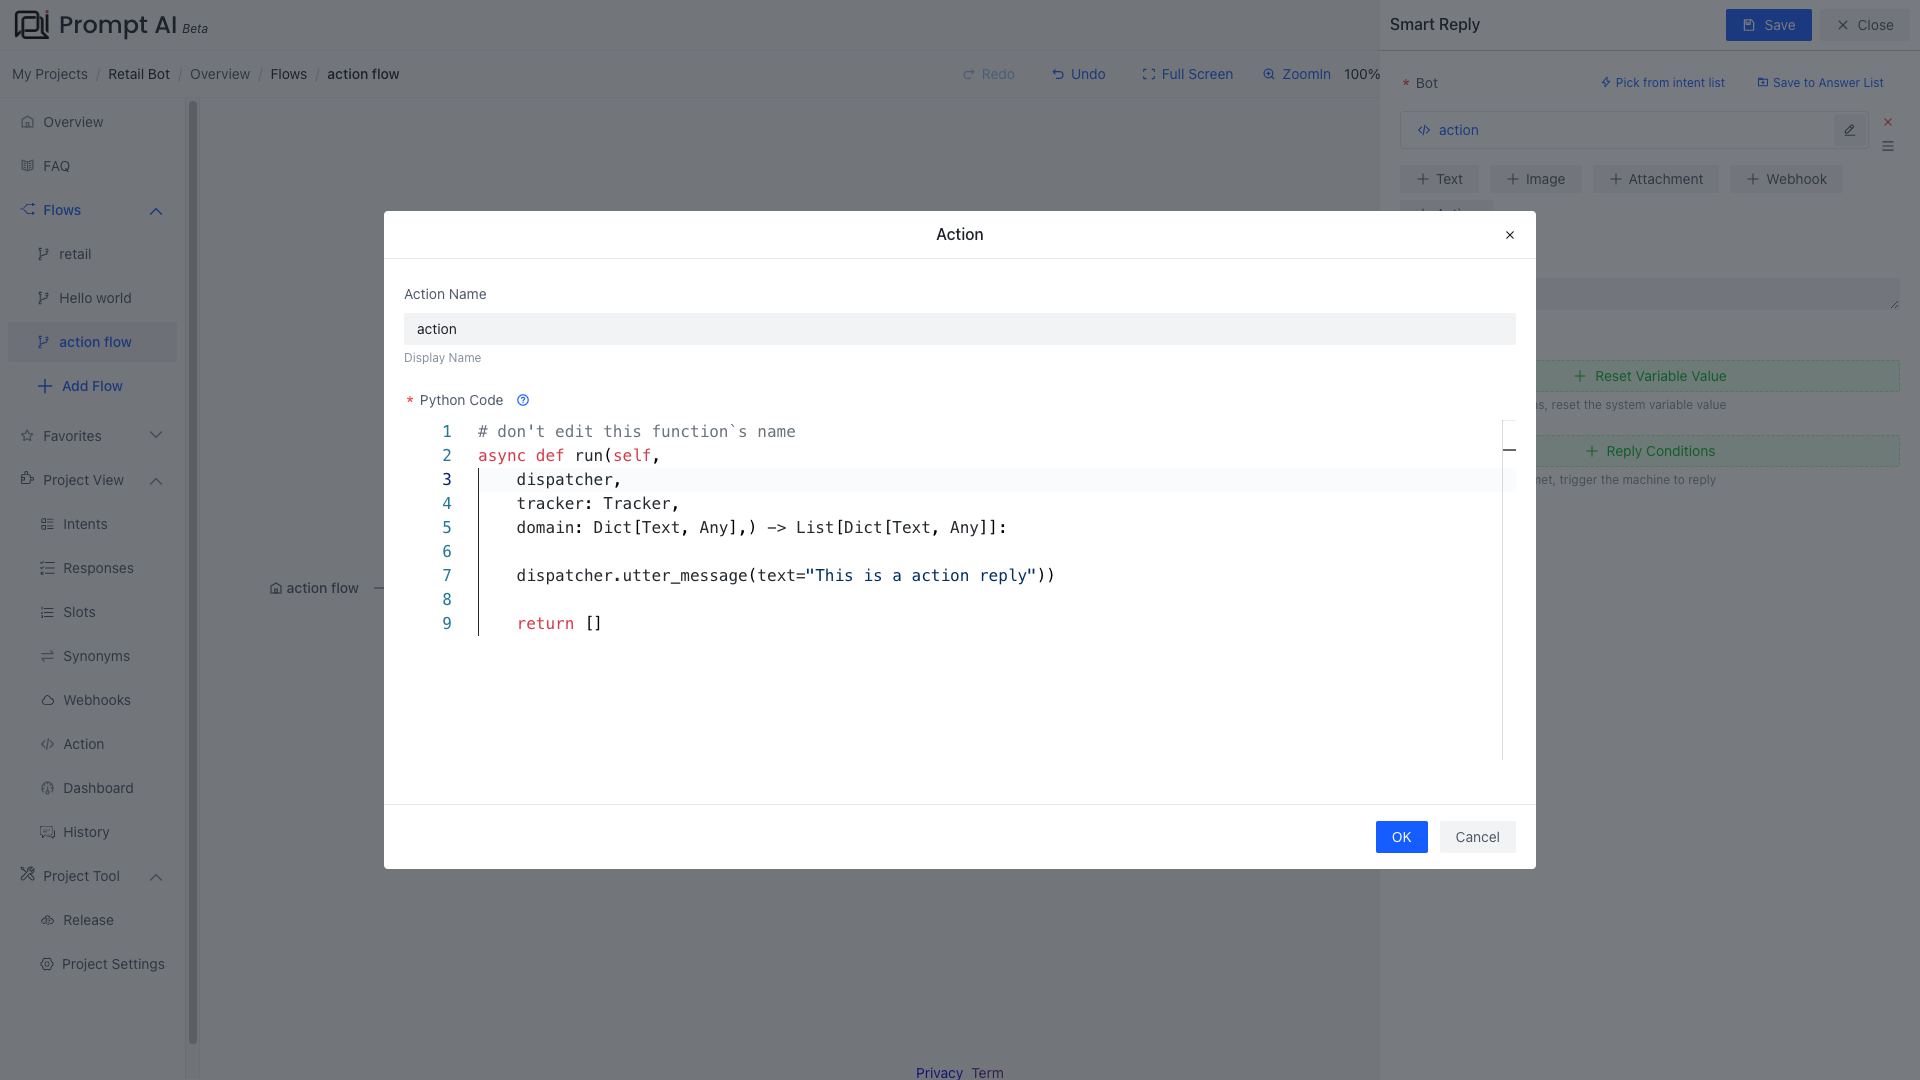 Prompt AI Beta
Smart Reply
Save
Close
My Projects / Retail Bot / Overview / Flows / action flow
Redo
Undo
Full Screen
ZoomIn
100%
* Bot
Pick from intent list
Save to Answer List
action
Text
Image
Attachment
Webhook
Overview
FAQ
Flows
retail
Hello world
action flow
Add Flow
Favorites
Project View
Intents
Responses
Slots
Synonyms
Webhooks
Action
Dashboard
History
Project Tool
Release
Project Settings
action flow
Action
Action Name
action
Display Name
* Python Code
1 # don't edit this function`s name
2 async def run(self,
3 dispatcher,
4 tracker: Tracker,
5 domain: Dict[Text, Any],) -> List[Dict[Text, Any]]:
6
7 dispatcher.utter_message(text="This is a action reply"))
8
9 return []
OK
Cancel
Reset Variable Value
, reset the system variable value
Reply Conditions
met, trigger the machine to reply
Privacy Term